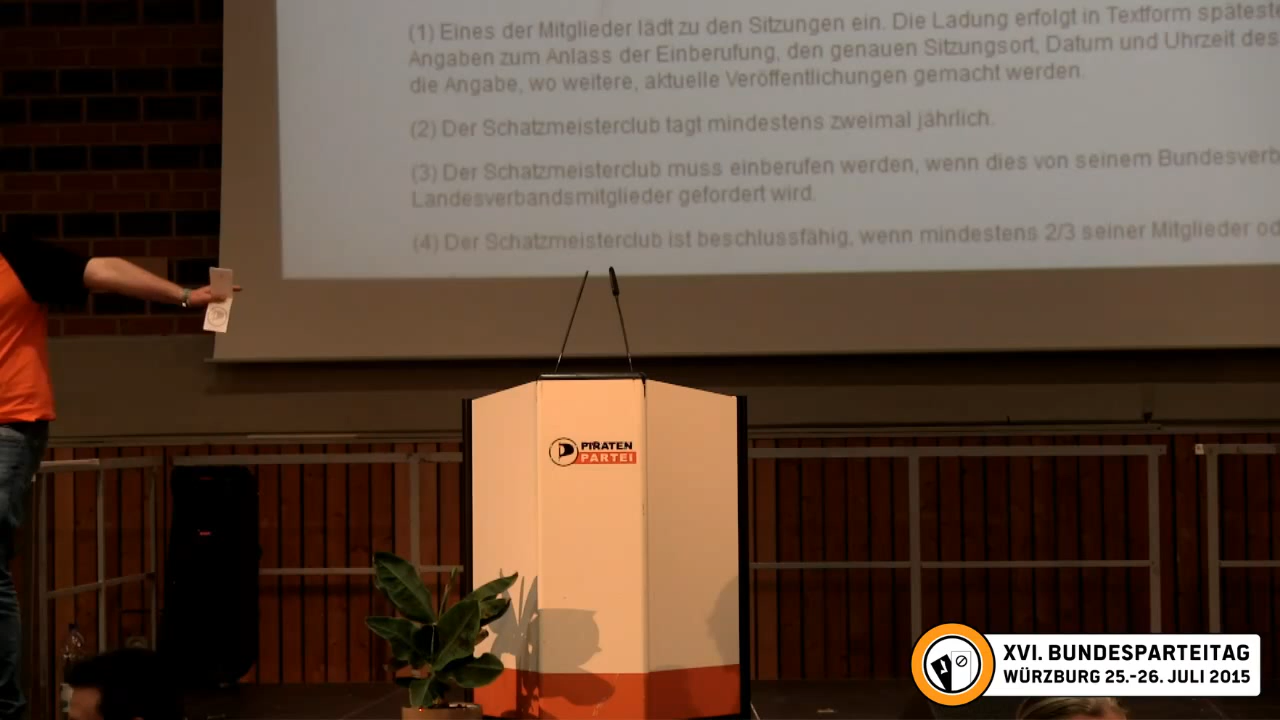 (1) Eines der Mitglieder lädt zu den Sitzungen ein. Die Ladung erfolgt in Textform
Angaben zum Anlass der Einberufung, den genauen Sitzungsort, Datum und Uhrzeit des
die Angabe, wo weitere, aktuelle Veröffentlichungen gemacht werden.
(2) Der Schatzmeisterclub tagt mindestens zweimal jährlich.
(3) Der Schatzmeisterclub muss einberufen werden, wenn dies von seinem
Landesverbandsmitglieder gefordert wird.
(4) Der Schatzmeisterclub ist beschlussfähig, wenn mindestens 2/3 seiner Mitglieder
PIRATEN
PARTEI
XVI. BUNDESPARTEITAG
WÜRZBURG 25.-26. JULI 2015